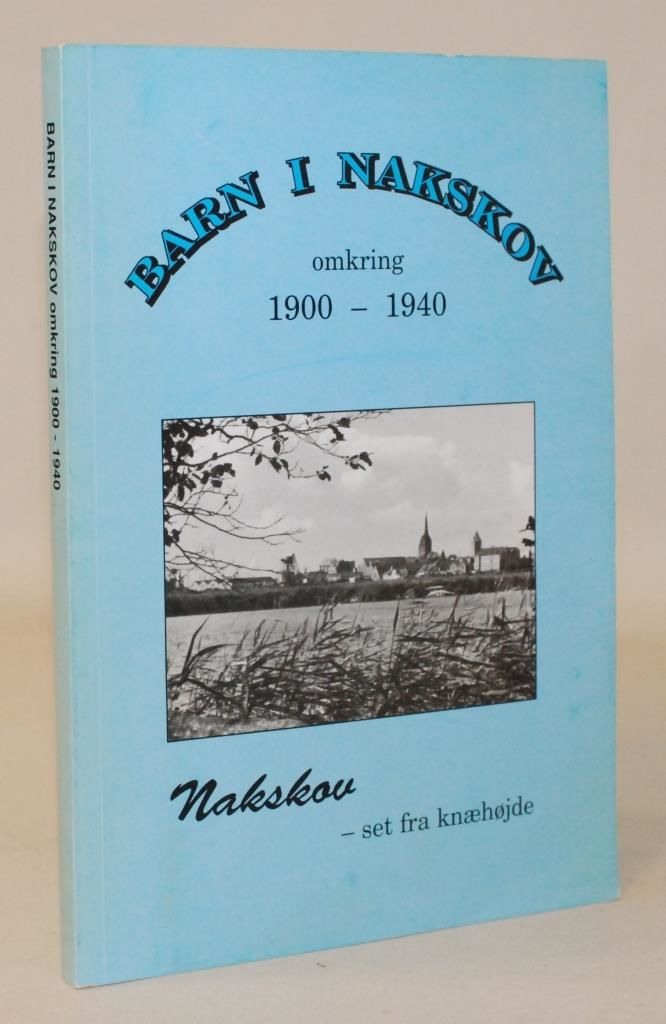 BARN I NAKSKOV omkring 1900 - 1940
BARN I NAKSKOV
omkring
1900 – 1940
Nakskov
– set fra knæhøjde